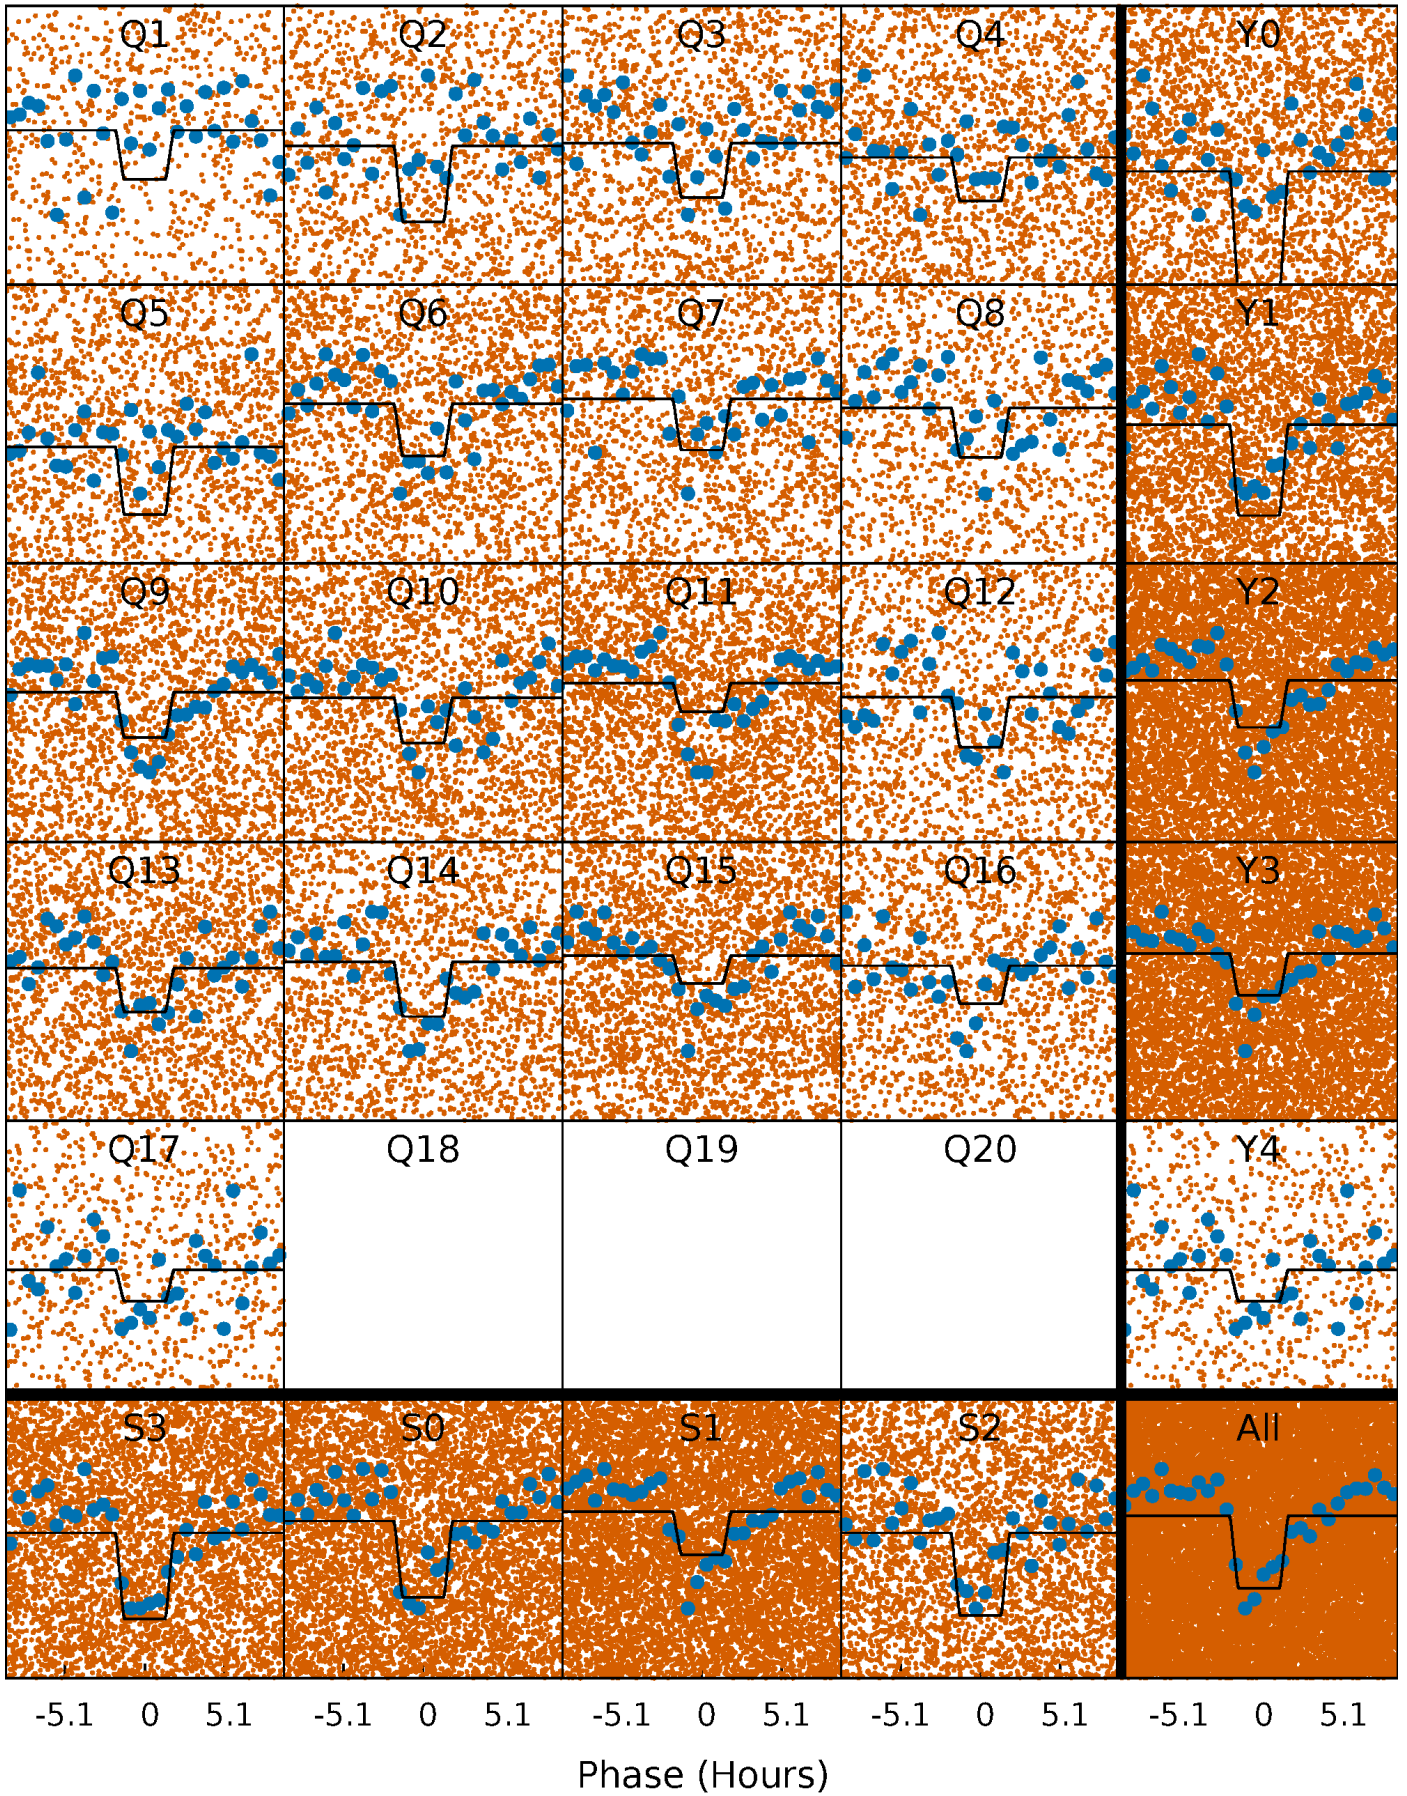 Q1 Q2 Q3 Q4 Y0
Q5 Q6 Q7 Q8 Y1
Q9 Q10 Q11 Q12 Y2
Q13 Q14 Q15 Q16 Y3
Q17 Q18 Q19 Q20 Y4
S3 S0 S1 S2 All
-5.1 0 5.1 -5.1 0 5.1 -5.1 0 5.1 -5.1 0 5.1 -5.1 0 5.1
Phase (Hours)